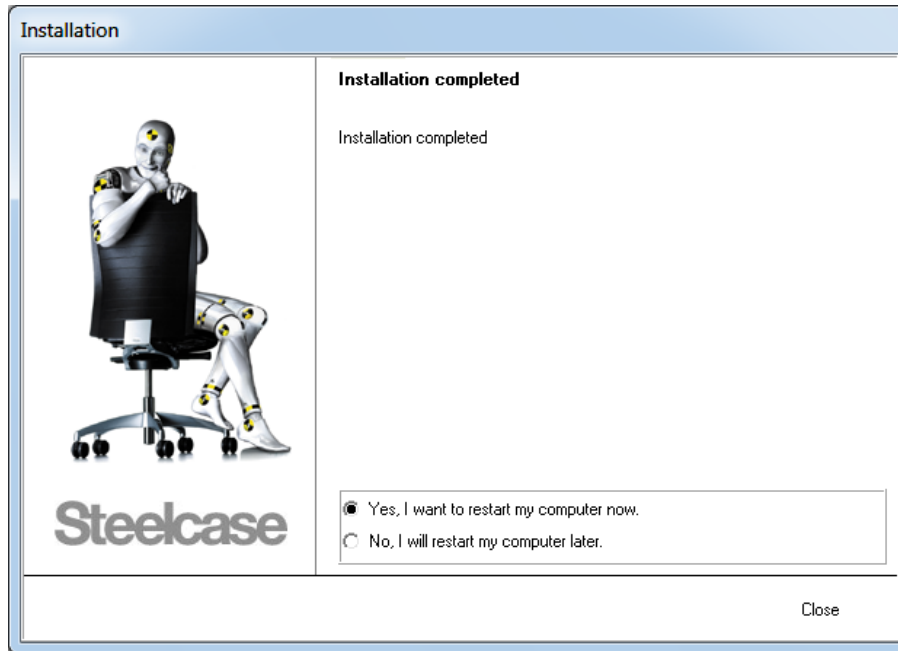 Installation
Installation completed
Installation completed
Steelcase
Yes, I want to restart my computer now.
No, I will restart my computer later.
Close